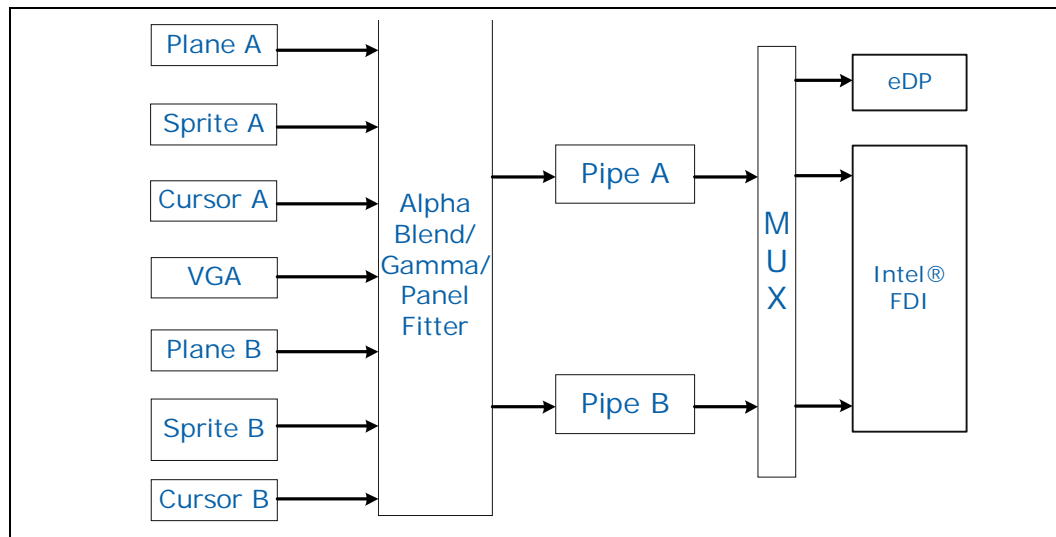 Plane A
Sprite A
Cursor A
VGA
Plane B
Sprite B
Cursor B
Alpha
Blend/
Gamma/
Panel
Fitter
Pipe A
Pipe B
M
U
X
eDP
Intel®
FDI